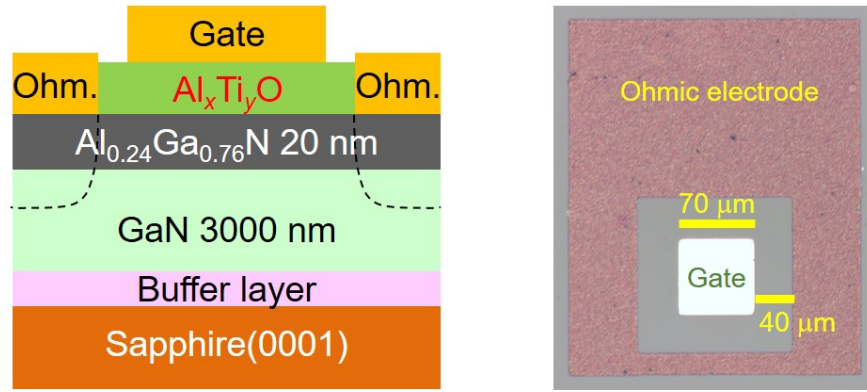 Gate
Ohm.
Al_xTi_yO
Ohm.
Al₀.₂₄Ga₀.₇₆N 20 nm
GaN 3000 nm
Buffer layer
Sapphire(0001)
Ohmic electrode
70 μm
Gate
40 μm